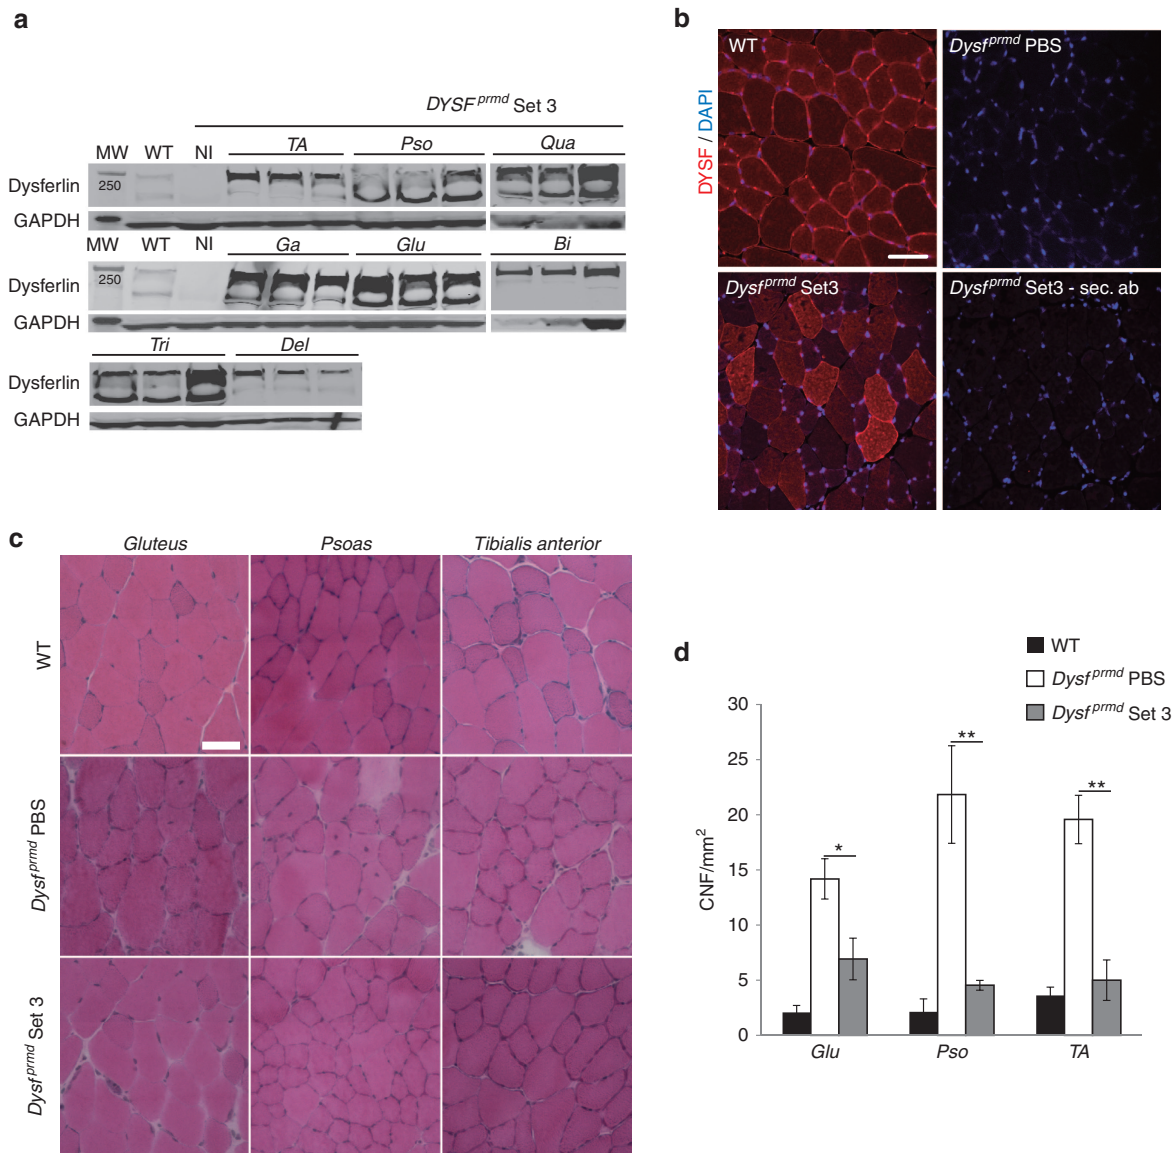 a
DYSF prmd Set 3
MW WT NI TA Pso Qua
Dysferlin 250
GAPDH
MW WT NI Ga Glu Bi
Dysferlin 250
GAPDH
Tri Del
Dysferlin
GAPDH
b
DYSF / DAPI
WT
Dysf prmd PBS
Dysf prmd Set3
Dysf prmd Set3 - sec. ab
c
Gluteus Psoas Tibialis anterior
WT
Dysf prmd PBS
Dysf prmd Set 3
d
WT
Dysf prmd PBS
Dysf prmd Set 3
CNF/mm²
30
25
20
15
10
5
0
*
**
**
Glu Pso TA